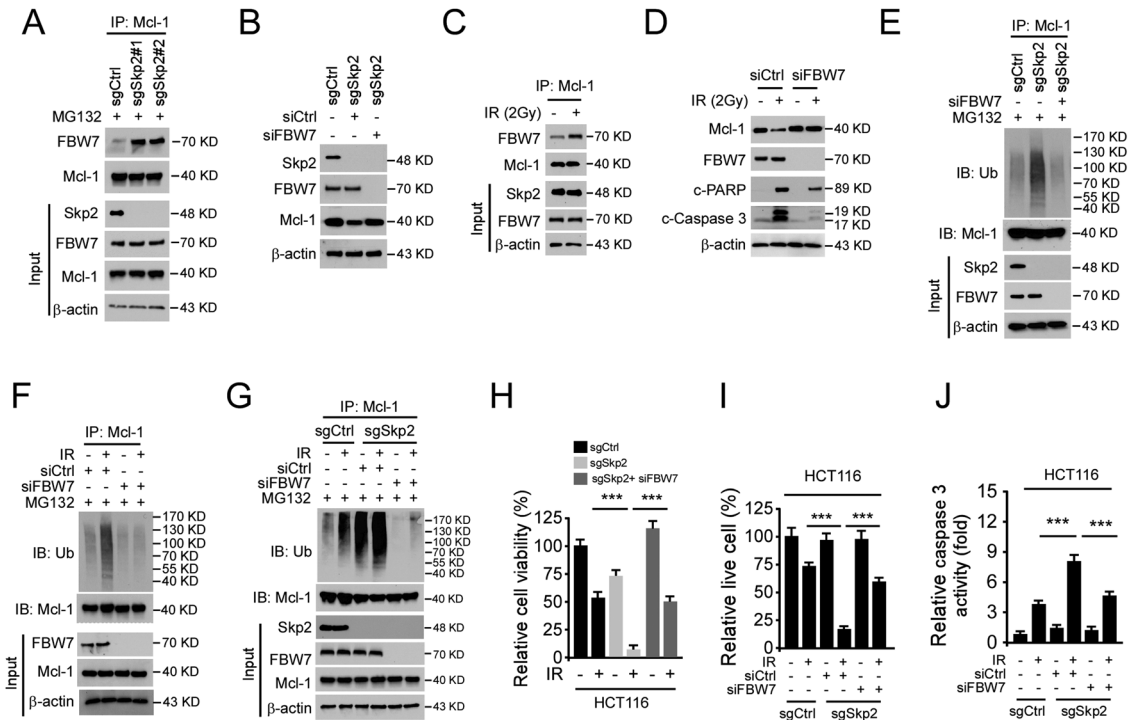 A
IP: Mcl-1
sgCtrl
sgSkp2#1
sgSkp2#2
MG132 + + +
FBW7 70 KD
Mcl-1 40 KD
Input
Skp2 48 KD
FBW7 70 KD
Mcl-1 40 KD
β-actin 43 KD
B
sgCtrl
sgSkp2
sgSkp2
siCtrl - + -
siFBW7 - - +
Skp2 48 KD
FBW7 70 KD
Mcl-1 40 KD
β-actin 43 KD
C
IP: Mcl-1
IR (2Gy) - +
FBW7 70 KD
Mcl-1 40 KD
Input
Skp2 48 KD
FBW7 70 KD
β-actin 43 KD
D
siCtrl siFBW7
IR (2Gy) - + - +
Mcl-1 40 KD
FBW7 70 KD
c-PARP 89 KD
c-Caspase 3 19 KD
17 KD
β-actin 43 KD
E
IP: Mcl-1
sgCtrl
sgSkp2
sgSkp2
siFBW7 - - +
MG132 + + +
IB: Ub
170 KD
130 KD
100 KD
70 KD
55 KD
40 KD
IB: Mcl-1 40 KD
Input
Skp2 48 KD
FBW7 70 KD
β-actin 43 KD
F
IP: Mcl-1
IR - + - +
siCtrl + + - -
siFBW7 - - + +
MG132 + + + +
IB: Ub
170 KD
130 KD
100 KD
70 KD
55 KD
40 KD
IB: Mcl-1 40 KD
Input
FBW7 70 KD
Mcl-1 40 KD
β-actin 43 KD
G
IP: Mcl-1
sgCtrl sgSkp2
IR - + - + - +
siCtrl - - + + - -
siFBW7 - - - - + +
MG132 + + + + + +
IB: Ub
170 KD
130 KD
100 KD
70 KD
55 KD
40 KD
IB: Mcl-1 40 KD
Input
Skp2 48 KD
FBW7 70 KD
Mcl-1 40 KD
β-actin 43 KD
H
sgCtrl
sgSkp2
sgSkp2+ siFBW7
Relative cell viability (%)
*** ***
125
100
75
50
25
0
IR - + - + - +
HCT116
I
HCT116
Relative live cell (%)
*** ***
125
100
75
50
25
0
IR - + - + - +
siCtrl - - + + - -
siFBW7 - - - - + +
sgCtrl sgSkp2
J
HCT116
Relative caspase 3
activity (fold)
*** ***
15
12
9
6
3
0
IR - + - + - +
siCtrl - - + + - -
siFBW7 - - - - + +
sgCtrl sgSkp2